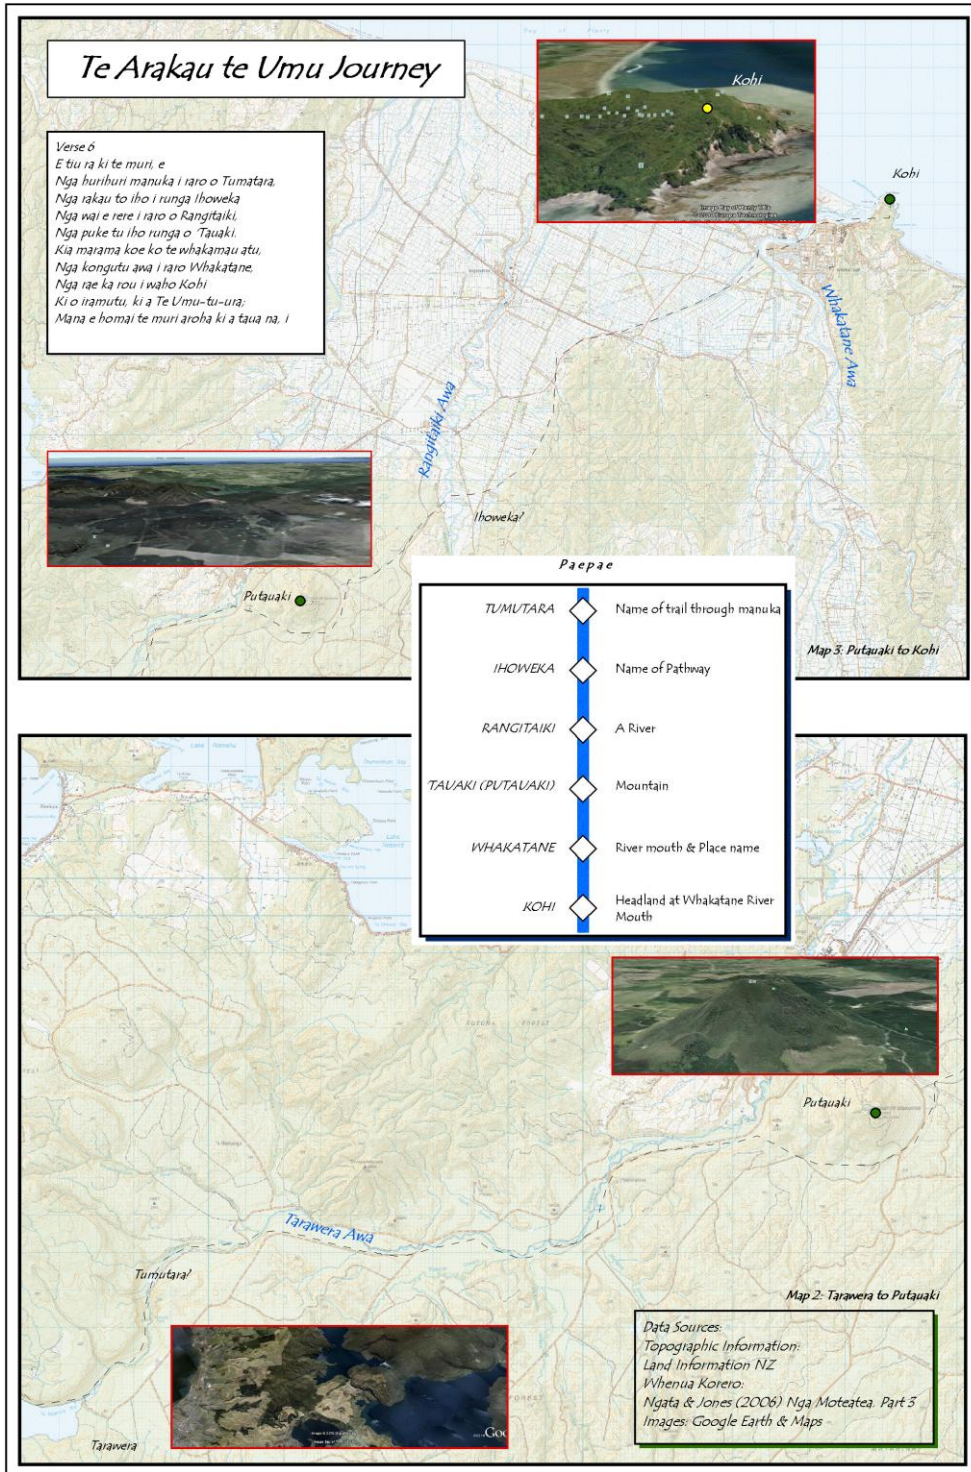 Te Arakau te Umu Journey
Verse 6
E tiu ra ki te muri, e
Nga hurihuri manuka i raro o Tumatara,
Nga rakau to iho i runga Ihoweka
Nga wai e rere i raro o Rangitaiki,
Nga puke tu iho runga o 'Tauaki.
Kia marama koe ko te whakamau atu,
Nga kongutu awa i raro Whakatane,
Nga rae ka rou i waho Kohi
Ki o iramutu, ki a Te Umu-tu-ura;
Mana e homai te muri aroha ki a taua na, i
Kohi
Kohi
Whakatane Awa
Rangitaiki Awa
Ihoweka?
Putauaki
Map 3: Putauaki to Kohi
Paepae
TUMUTARA
Name of trail through manuka
IHOWEKA
Name of Pathway
RANGITAIKI
A River
TAUAKI (PUTAUAKI)
Mountain
WHAKATANE
River mouth & Place name
KOHI
Headland at Whakatane River
Mouth
Putauaki
Tarawera Awa
Tumutara?
Map 2: Tarawera to Putauaki
Tarawera
Data Sources:
Topographic Information:
Land Information NZ
Whenua Korero:
Ngata & Jones (2006) Nga Moteatea. Part 3
Images: Google Earth & Maps